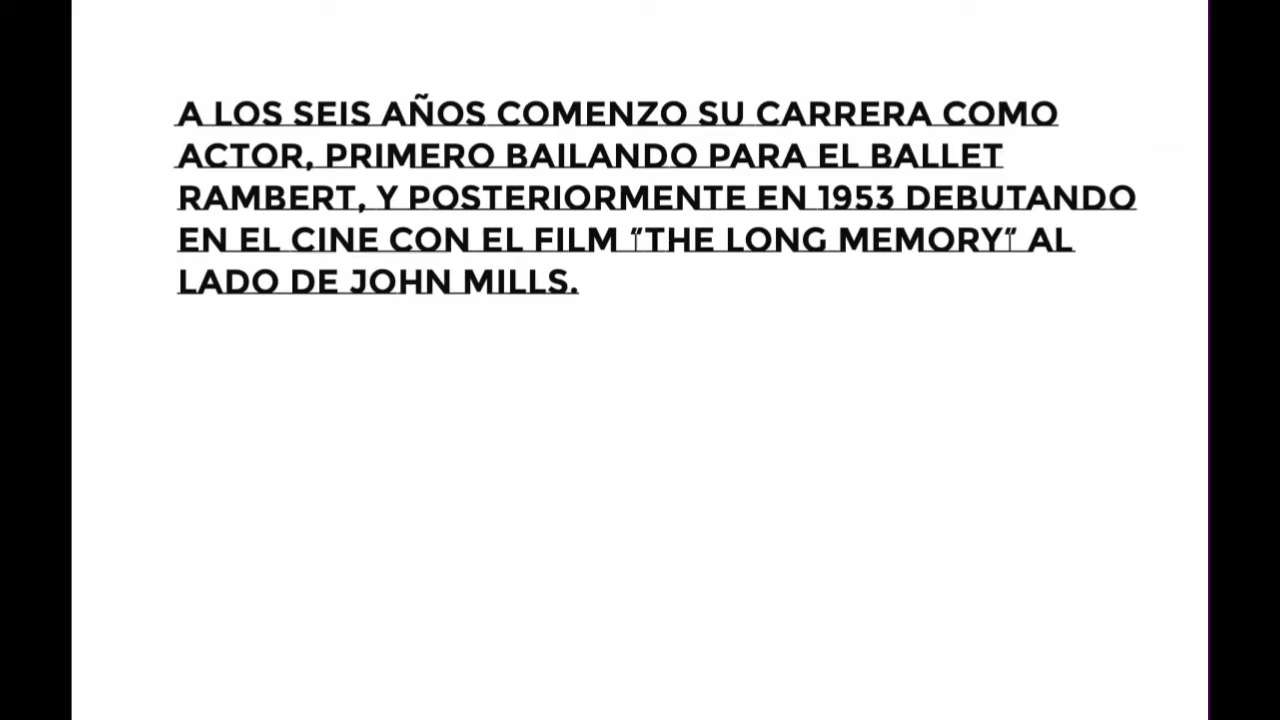 A LOS SEIS AÑOS COMENZO SU CARRERA COMO
ACTOR, PRIMERO BAILANDO PARA EL BALLET
RAMBERT, Y POSTERIORMENTE EN 1953 DEBUTANDO
EN EL CINE CON EL FILM "THE LONG MEMORY" AL
LADO DE JOHN MILLS.